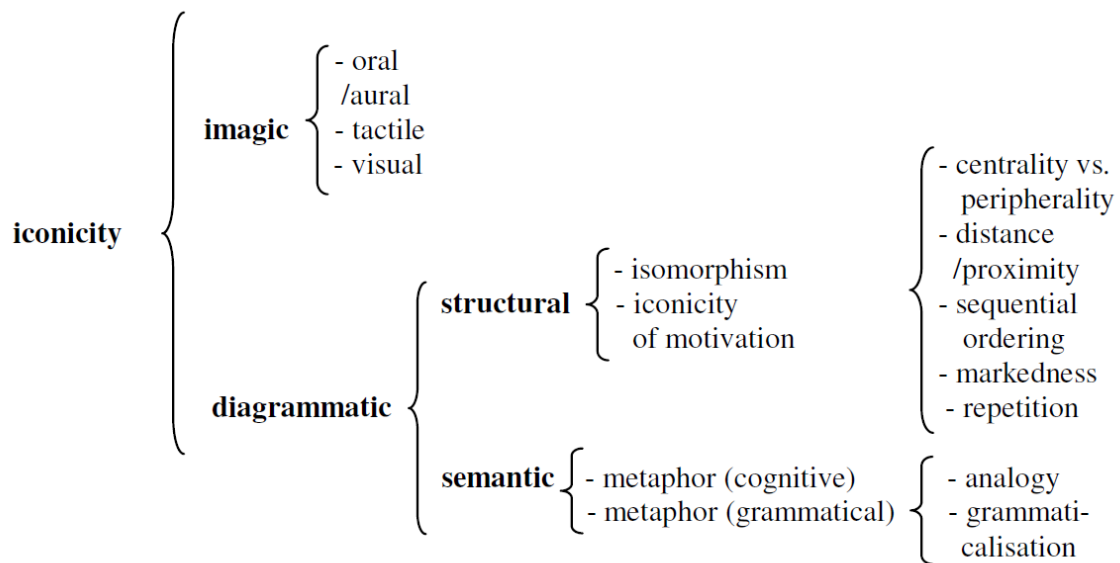 iconicity
imagic
- oral
/aural
- tactile
- visual
diagrammatic
structural
- isomorphism
- iconicity
of motivation
- centrality vs.
peripherality
- distance
/proximity
- sequential
ordering
- markedness
- repetition
semantic
- metaphor (cognitive)
- metaphor (grammatical)
- analogy
- grammati-
calisation